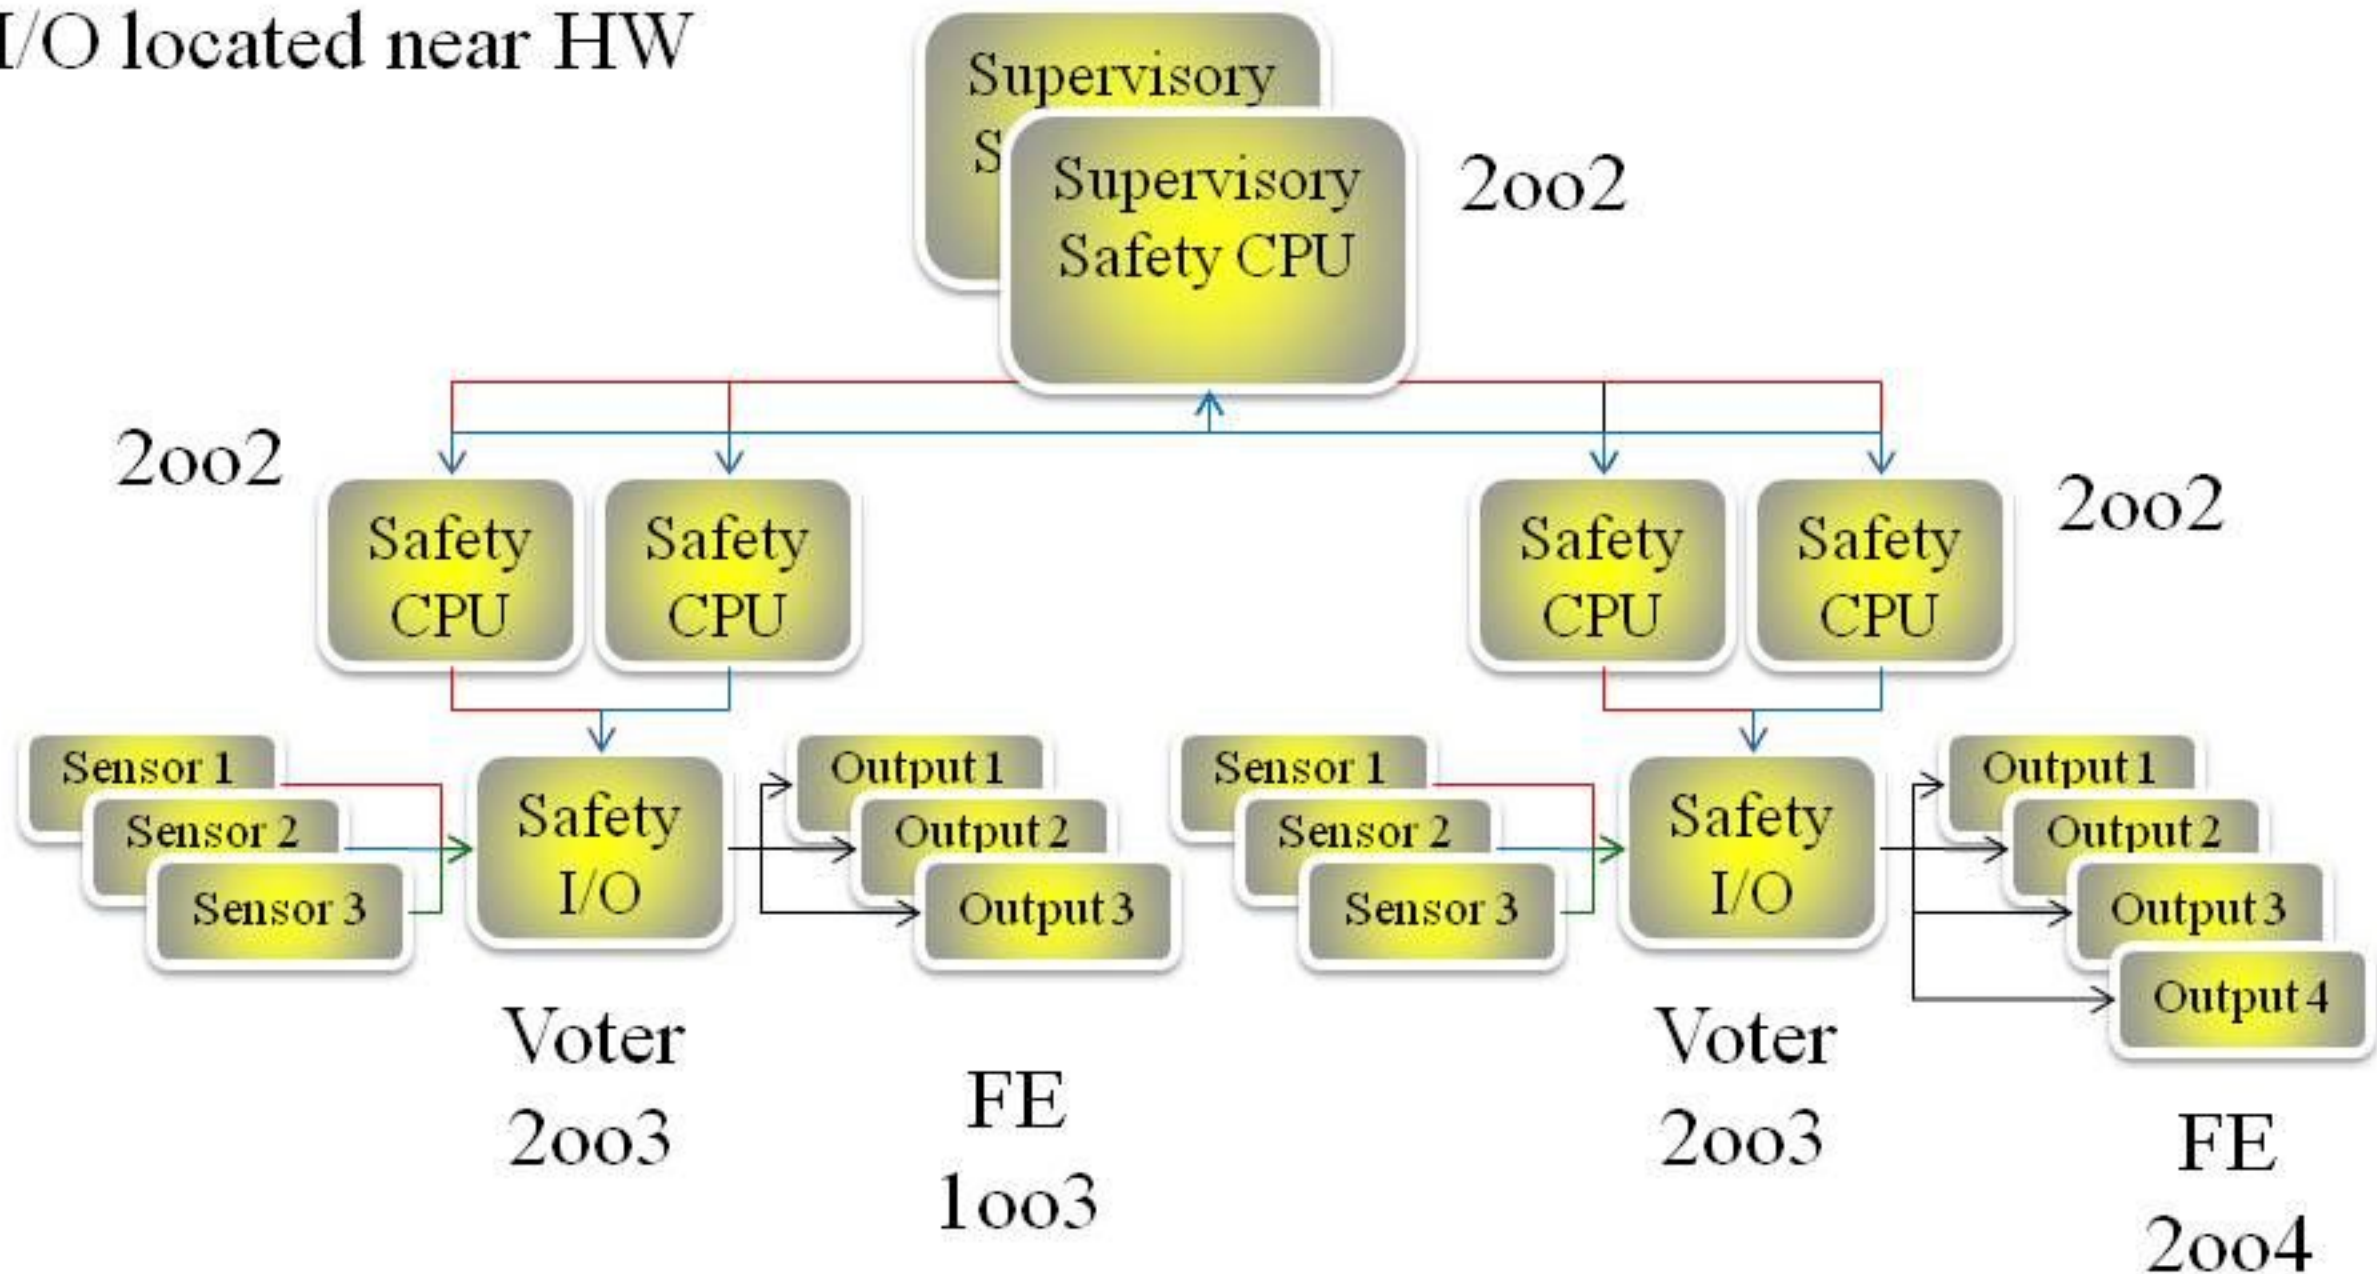 I/O located near HW
Supervisory
S
Supervisory
Safety CPU
2oo2
2oo2
Safety
CPU
Safety
CPU
Safety
CPU
Safety
CPU
2oo2
Sensor 1
Sensor 2
Sensor 3
Safety
I/O
Output 1
Output 2
Output 3
Sensor 1
Sensor 2
Sensor 3
Safety
I/O
Output 1
Output 2
Output 3
Output 4
Voter
2oo3
FE
1oo3
Voter
2oo3
FE
2oo4